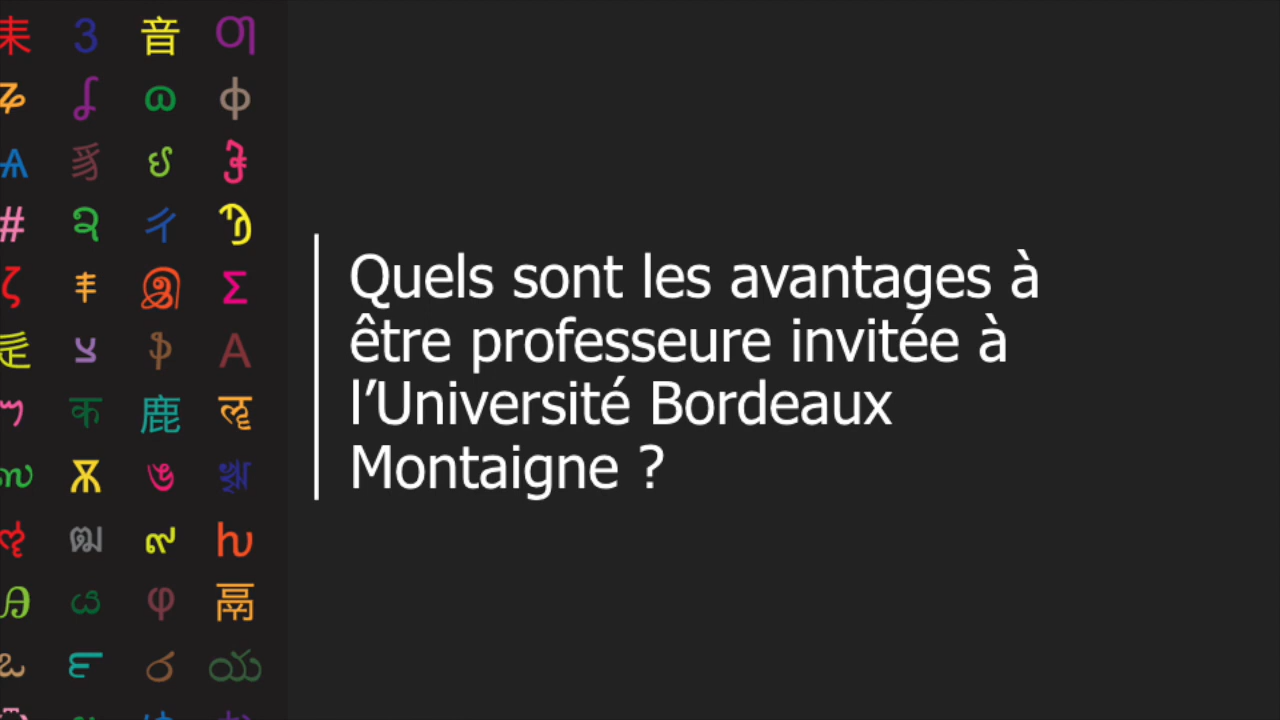 Quels sont les avantages à
être professeure invitée à
l’Université Bordeaux
Montaigne ?